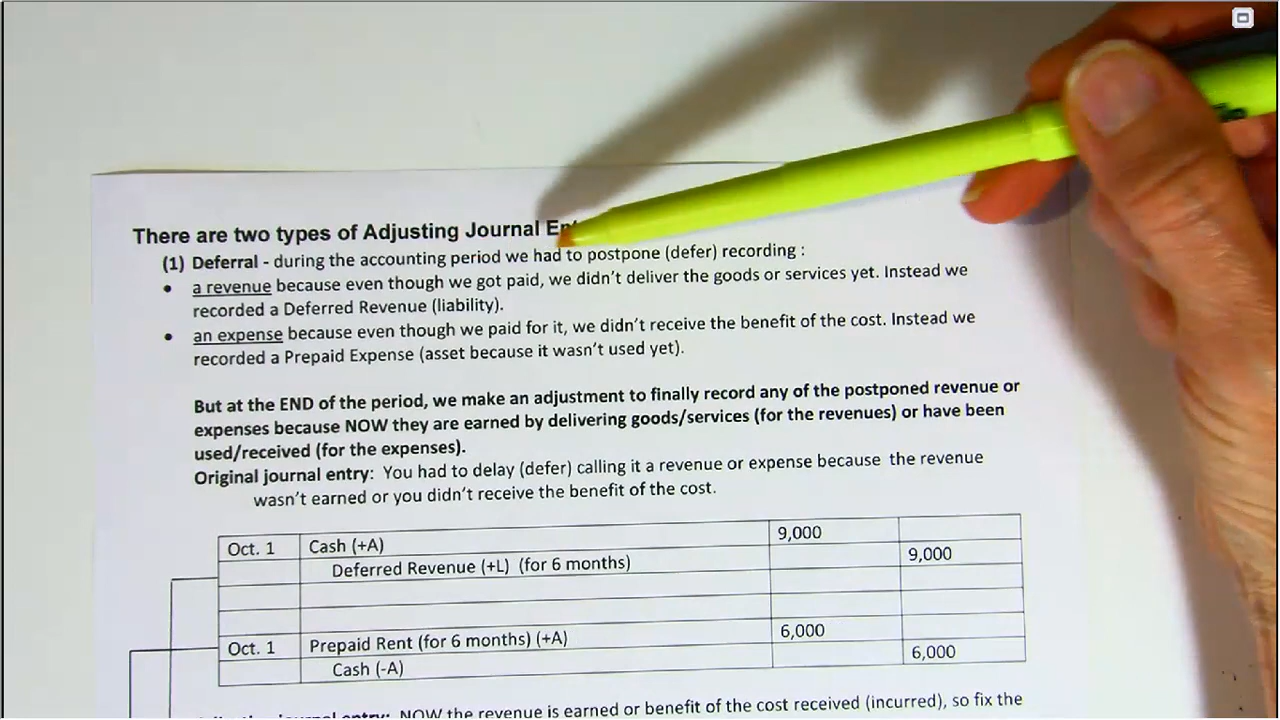 There are two types of Adjusting Journal
(1) Deferral - during the accounting period we had to postpone (defer) recording :
• a revenue because even though we got paid, we didn't deliver the goods or services yet. Instead we
recorded a Deferred Revenue (liability).
• an expense because even though we paid for it, we didn't receive the benefit of the cost. Instead we
recorded a Prepaid Expense (asset because it wasn't used yet).
But at the END of the period, we make an adjustment to finally record any of the postponed revenue or
expenses because NOW they are earned by delivering goods/services (for the revenues) or have been
used/received (for the expenses).
Original journal entry: You had to delay (defer) calling it a revenue or expense because the revenue
wasn't earned or you didn't receive the benefit of the cost.
Oct. 1 Cash (+A) 9,000
Deferred Revenue (+L) (for 6 months) 9,000
Oct. 1 Prepaid Rent (for 6 months) (+A) 6,000
Cash (-A) 6,000
journal entry: NOW the revenue is earned or benefit of the cost received (incurred), so fix the